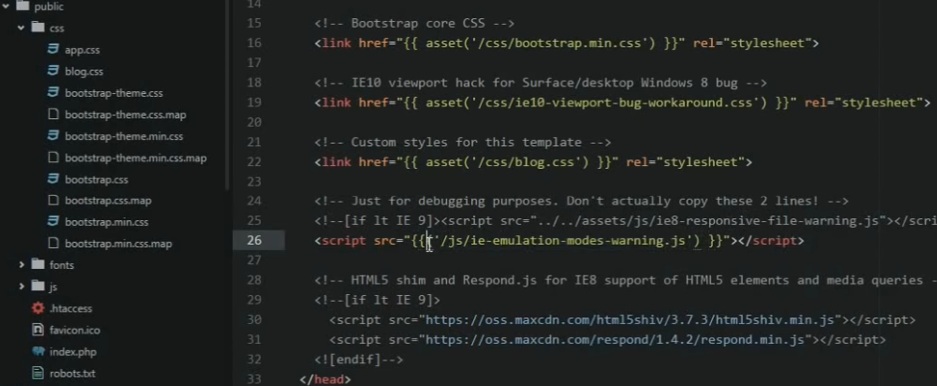 public
css
app.css
blog.css
bootstrap-theme.css
bootstrap-theme.css.map
bootstrap-theme.min.css
bootstrap-theme.min.css.map
bootstrap.css
bootstrap.css.map
bootstrap.min.css
bootstrap.min.css.map
fonts
js
.htaccess
favicon.ico
index.php
robots.txt
14
15 <!-- Bootstrap core CSS -->
16 <link href="{{ asset('/css/bootstrap.min.css') }}" rel="stylesheet">
17
18 <!-- IE10 viewport hack for Surface/desktop Windows 8 bug -->
19 <link href="{{ asset('/css/ie10-viewport-bug-workaround.css') }}" rel="stylesheet">
20
21 <!-- Custom styles for this template -->
22 <link href="{{ asset('/css/blog.css') }}" rel="stylesheet">
23
24 <!-- Just for debugging purposes. Don't actually copy these 2 lines! -->
25 <!--[if lt IE 9]><script src="../../assets/js/ie8-responsive-file-warning.js"></scri
26 <script src="{{('/js/ie-emulation-modes-warning.js') }}"></script>
27
28 <!-- HTML5 shim and Respond.js for IE8 support of HTML5 elements and media queries -
29 <!--[if lt IE 9]>
30 <script src="https://oss.maxcdn.com/html5shiv/3.7.3/html5shiv.min.js"></script>
31 <script src="https://oss.maxcdn.com/respond/1.4.2/respond.min.js"></script>
32 <![endif]-->
33 </head>